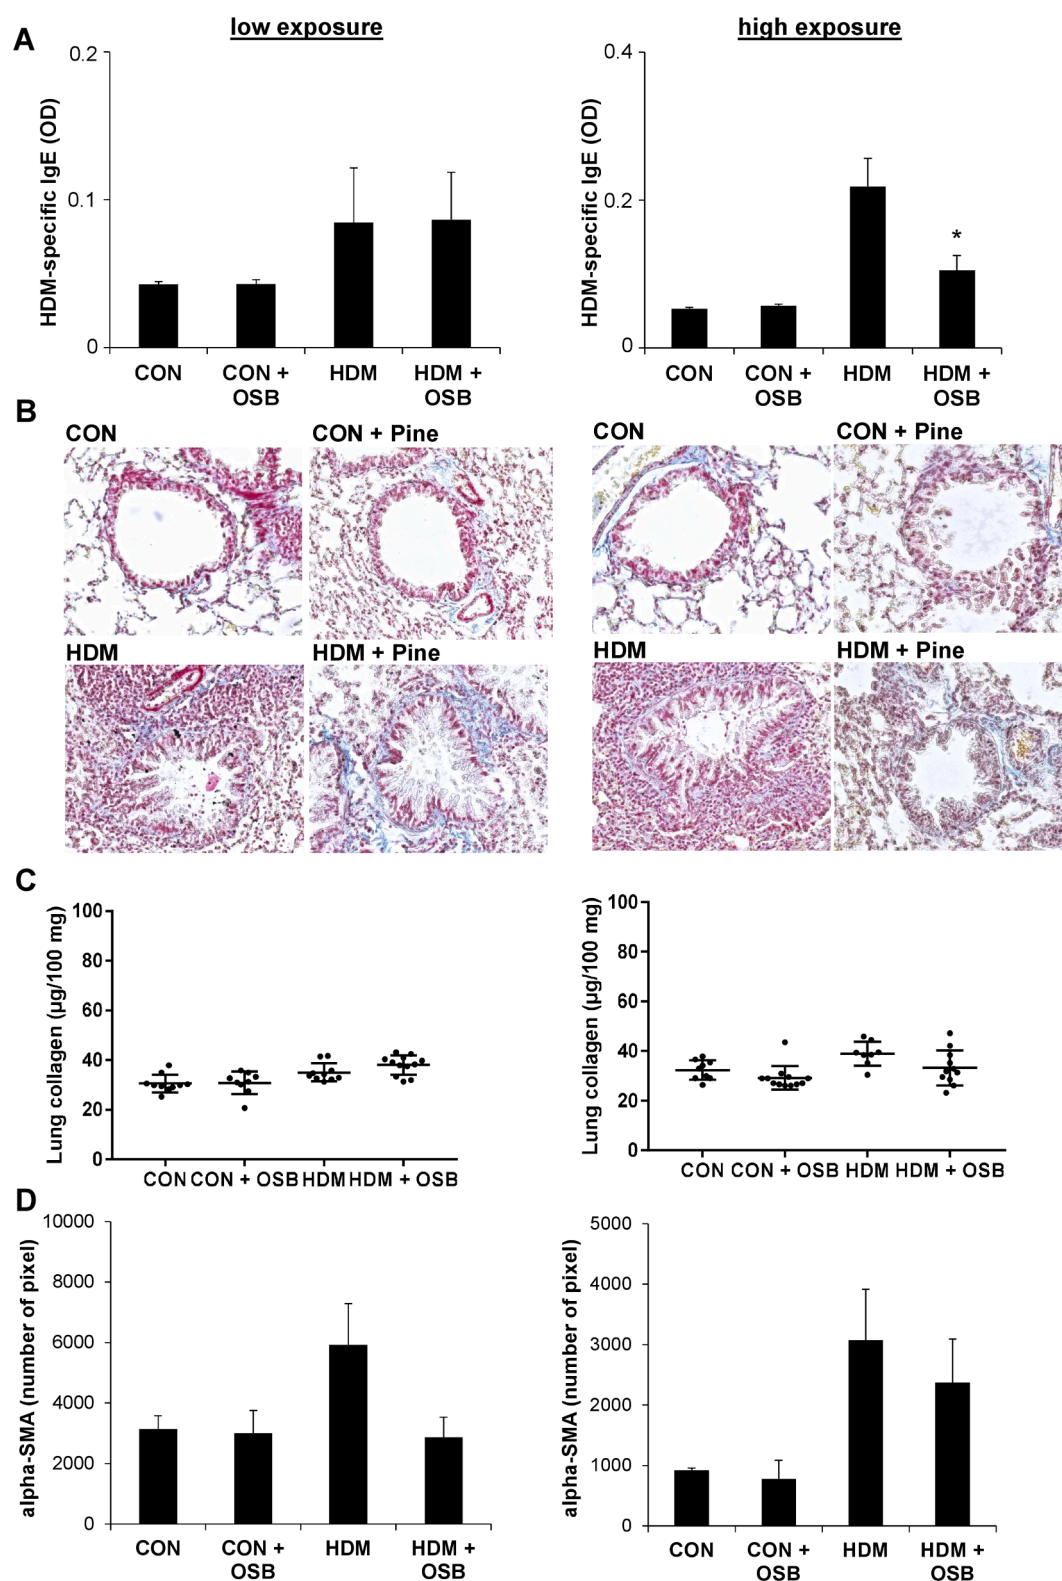 low exposure
high exposure
A
HDM-specific IgE (OD)
0.2
0.1
0
CON
CON +
OSB
HDM
HDM +
OSB
HDM-specific IgE (OD)
0.4
0.3
0.2
0.1
0
*
CON
CON +
OSB
HDM
HDM +
OSB
B
CON
CON + Pine
HDM
HDM + Pine
CON
CON + Pine
HDM
HDM + Pine
C
Lung collagen (µg/100 mg)
100
80
60
40
20
0
CON
CON + OSB
HDM
HDM + OSB
Lung collagen (µg/100 mg)
100
80
60
40
20
0
CON
CON + OSB
HDM
HDM + OSB
D
alpha-SMA (number of pixel)
10000
8000
6000
4000
2000
0
CON
CON +
OSB
HDM
HDM +
OSB
alpha-SMA (number of pixel)
5000
4000
3000
2000
1000
0
CON
CON +
OSB
HDM
HDM +
OSB